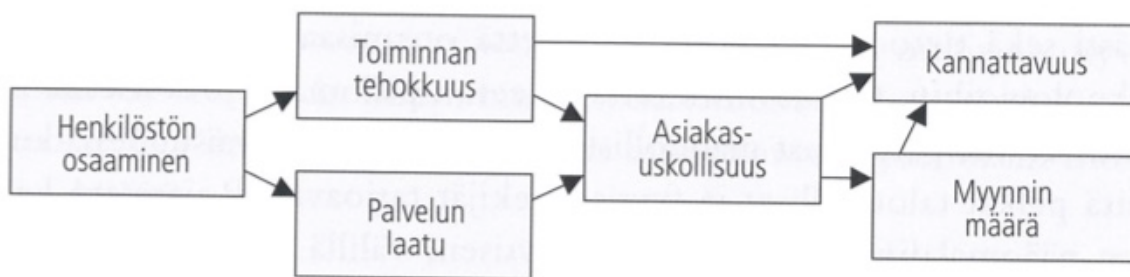 Henkilöstön
osaaminen
Toiminnan
tehokkuus
Palvelun
laatu
Asiakas-
uskollisuus
Kannattavuus
Myynnin
määrä